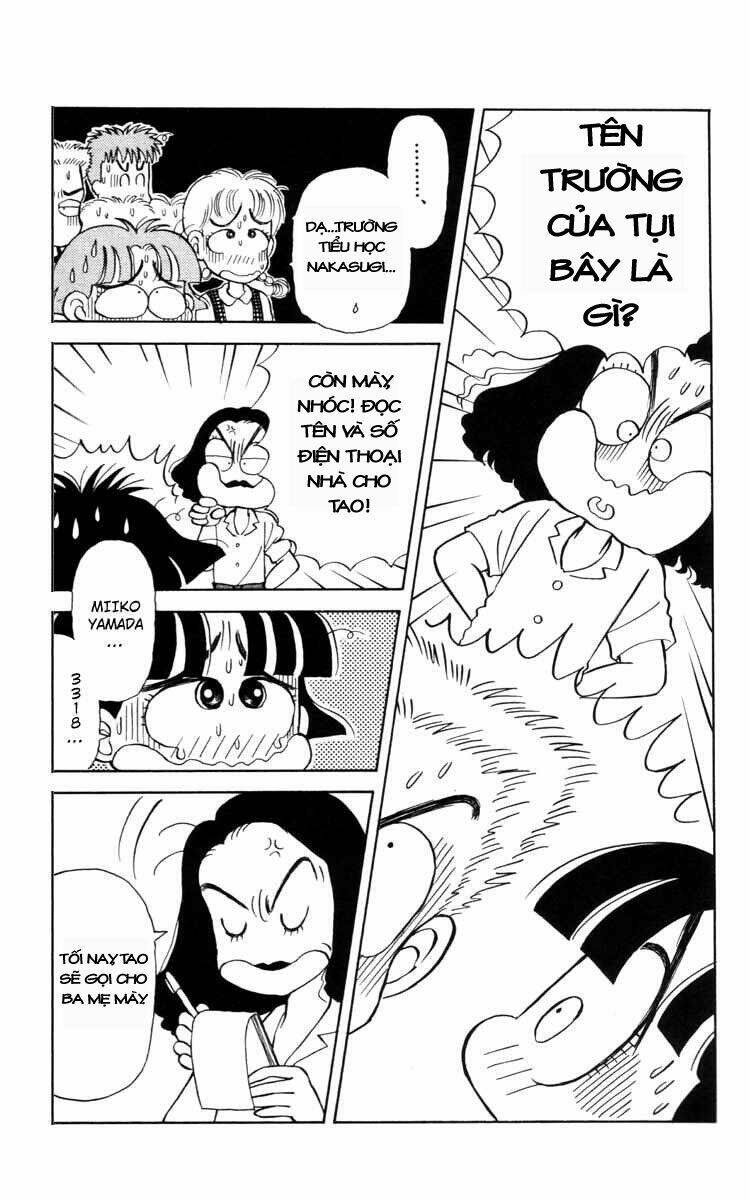 TÊN
TRƯỜNG
CỦA TỤI
BÂY LÀ
GÌ?
.........
DẠ...TRƯỜNG
TIỂU HỌC
NAKASUGI...
CÒN MÀY,
NHÓC! ĐỌC
TÊN VÀ SỐ
ĐIỆN THOẠI
NHÀ CHO
TAO!
MIIKO
YAMADA
...
3318...
TỐI NAY TAO
SẼ GỌI CHO
BA MẸ MÀY